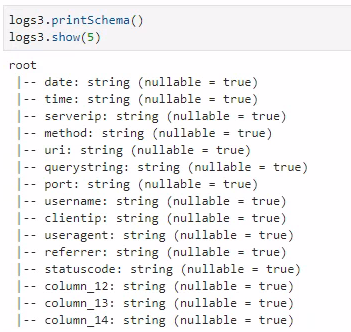 logs3.printSchema()
logs3.show(5)
root
|-- date: string (nullable = true)
|-- time: string (nullable = true)
|-- serverip: string (nullable = true)
|-- method: string (nullable = true)
|-- uri: string (nullable = true)
|-- querystring: string (nullable = true)
|-- port: string (nullable = true)
|-- username: string (nullable = true)
|-- clientip: string (nullable = true)
|-- useragent: string (nullable = true)
|-- referrer: string (nullable = true)
|-- statuscode: string (nullable = true)
|-- column_12: string (nullable = true)
|-- column_13: string (nullable = true)
|-- column_14: string (nullable = true)